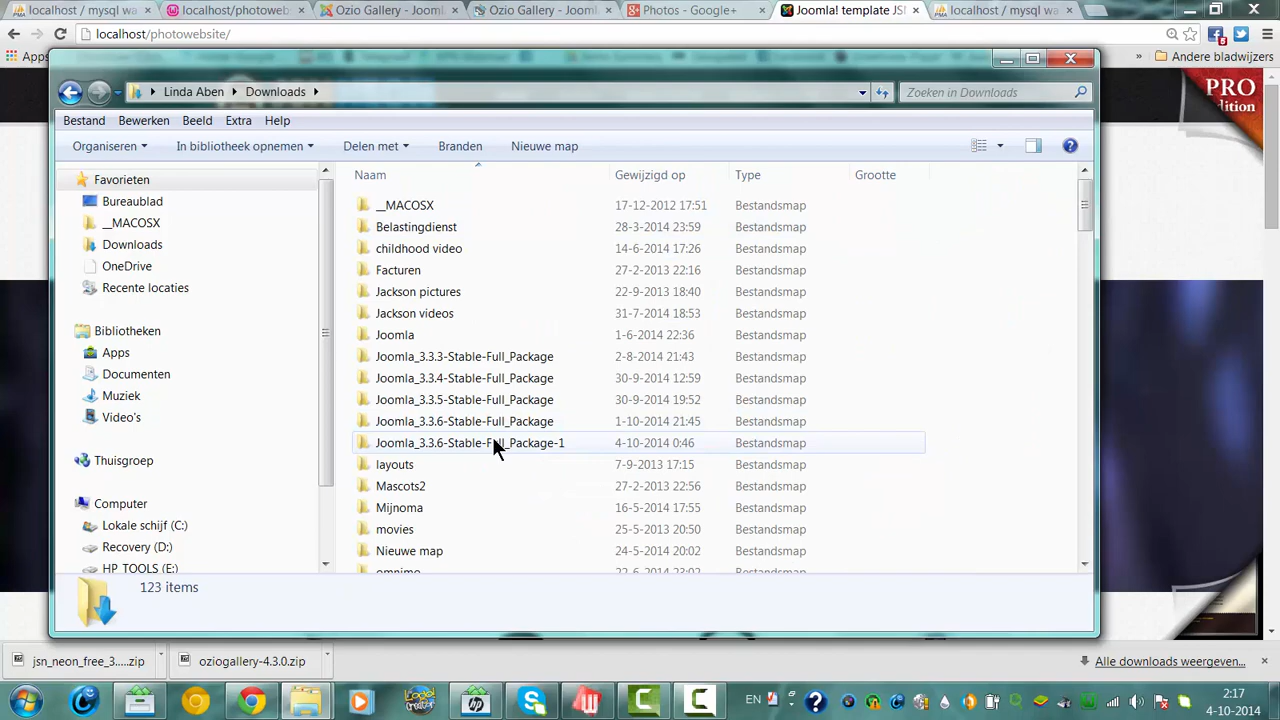 localhost / mysql wa
localhost/photoweb
Ozio Gallery - Jooml
Ozio Gallery - Jooml
Photos - Google+
Joomla! template JSN
localhost / mysql wa
localhost/photowebsite/
Apps
Andere bladwijzers
PRO
Linda Aben
Downloads
Zoeken in Downloads
Bestand
Bewerken
Beeld
Extra
Help
Organiseren
In bibliotheek opnemen
Delen met
Branden
Nieuwe map
Favorieten
Bureaublad
__MACOSX
Downloads
OneDrive
Recente locaties
Bibliotheken
Apps
Documenten
Muziek
Video's
Thuisgroep
Computer
Lokale schijf (C:)
Recovery (D:)
HP_TOOLS (E:)
Naam Gewijzigd op Type Grootte
__MACOSX 17-12-2012 17:51 Bestandsmap
Belastingdienst 28-3-2014 23:59 Bestandsmap
childhood video 14-6-2014 17:26 Bestandsmap
Facturen 27-2-2013 22:16 Bestandsmap
Jackson pictures 22-9-2013 18:40 Bestandsmap
Jackson videos 31-7-2014 18:53 Bestandsmap
Joomla 1-6-2014 22:36 Bestandsmap
Joomla_3.3.3-Stable-Full_Package 2-8-2014 21:43 Bestandsmap
Joomla_3.3.4-Stable-Full_Package 30-9-2014 12:59 Bestandsmap
Joomla_3.3.5-Stable-Full_Package 30-9-2014 19:52 Bestandsmap
Joomla_3.3.6-Stable-Full_Package 1-10-2014 21:45 Bestandsmap
Joomla_3.3.6-Stable-Full_Package-1 4-10-2014 0:46 Bestandsmap
layouts 7-9-2013 17:15 Bestandsmap
Mascots2 27-2-2013 22:56 Bestandsmap
Mijnoma 16-5-2014 17:55 Bestandsmap
movies 25-5-2013 20:50 Bestandsmap
Nieuwe map 24-5-2014 20:02 Bestandsmap
omnimo 22-6-2014 23:02 Bestandsmap
123 items
jsn_neon_free_3.....zip
oziogallery-4.3.0.zip
Alle downloads weergeven...
EN
2:17
4-10-2014